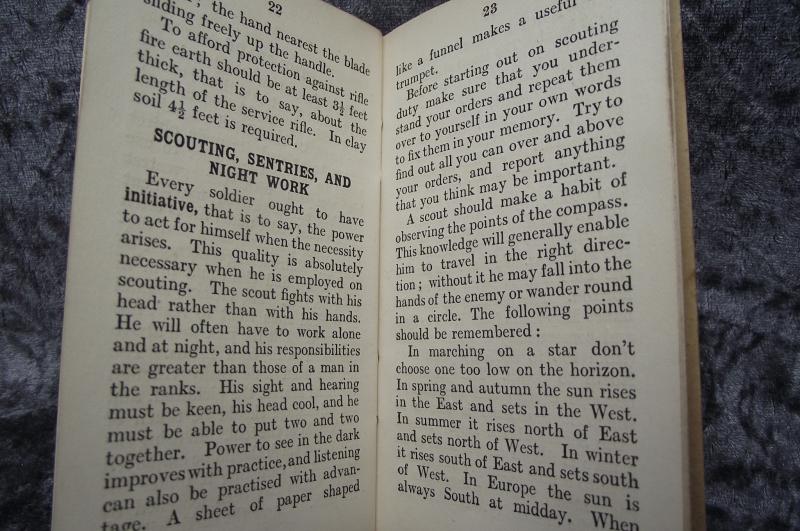 22
the hand nearest the blade
sliding freely up the handle.
To afford protection against rifle
fire earth should be at least 3½ feet
thick, that is to say, about the
length of the service rifle. In clay
soil 4½ feet is required.
SCOUTING, SENTRIES, AND
NIGHT WORK
Every soldier ought to have
initiative, that is to say, the power
to act for himself when the necessity
arises. This quality is absolutely
necessary when he is employed on
scouting. The scout fights with his
head rather than with his hands.
He will often have to work alone
and at night, and his responsibilities
are greater than those of a man in
the ranks. His sight and hearing
must be keen, his head cool, and he
must be able to put two and two
together. Power to see in the dark
improves with practice, and listening
can also be practised with advan-
tage. A sheet of paper shaped
23
like a funnel makes a useful
trumpet.
Before starting out on scouting
duty make sure that you under-
stand your orders and repeat them
over to yourself in your own words
to fix them in your memory. Try to
find out all you can over and above
your orders, and report anything
that you think may be important.
A scout should make a habit of
observing the points of the compass.
This knowledge will generally enable
him to travel in the right direc-
tion; without it he may fall into the
hands of the enemy or wander round
in a circle. The following points
should be remembered:
In marching on a star don't
choose one too low on the horizon.
In spring and autumn the sun rises
in the East and sets in the West.
In summer it rises north of East
and sets north of West. In winter
it rises south of East and sets south
of West. In Europe the sun is
always South at midday. When